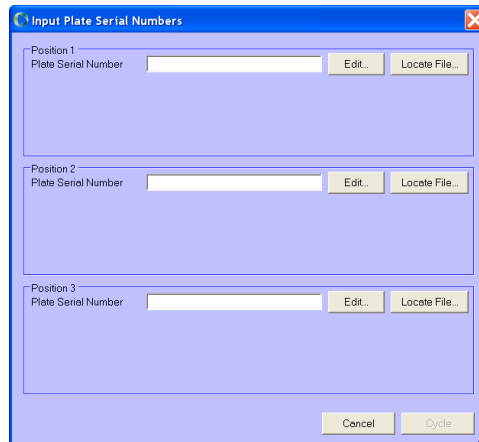 Input Plate Serial Numbers
Position 1
Plate Serial Number Edit... Locate File...
Position 2
Plate Serial Number Edit... Locate File...
Position 3
Plate Serial Number Edit... Locate File...
Cancel Cycle